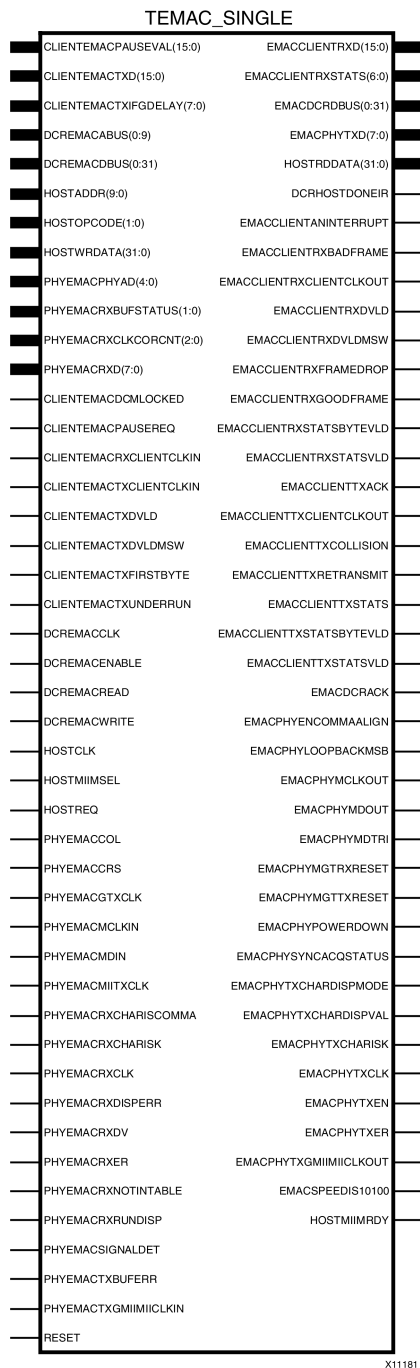 TEMAC_SINGLE
CLIENTEMACPAUSEVAL(15:0) EMACCLIENTRXD(15:0)
CLIENTEMACTXD(15:0) EMACCLIENTRXSTATS(6:0)
CLIENTEMACTXIFGDELAY(7:0) EMACDCRDBUS(0:31)
DCREMACABUS(0:9) EMACPHYTXD(7:0)
DCREMACDBUS(0:31) HOSTRDDATA(31:0)
HOSTADDR(9:0) DCRHOSTDONEIR
HOSTOPCODE(1:0) EMACCLIENTANINTERRUPT
HOSTWRDATA(31:0) EMACCLIENTRXBADFRAME
PHYEMACPHYAD(4:0) EMACCLIENTRXCLIENTCLKOUT
PHYEMACRXBUFSTATUS(1:0) EMACCLIENTRXDVLD
PHYEMACRXCLKCORCNT(2:0) EMACCLIENTRXDVLDMSW
PHYEMACRXD(7:0) EMACCLIENTRXFRAMEDROP
CLIENTEMACDCMLOCKED EMACCLIENTRXGOODFRAME
CLIENTEMACPAUSEREQ EMACCLIENTRXSTATSBYTEVLD
CLIENTEMACRXCLIENTCLKIN EMACCLIENTRXSTATSVLD
CLIENTEMACTXCLIENTCLKIN EMACCLIENTTXACK
CLIENTEMACTXDVLD EMACCLIENTTXCLIENTCLKOUT
CLIENTEMACTXDVLDMSW EMACCLIENTTXCOLLISION
CLIENTEMACTXFIRSTBYTE EMACCLIENTTXRETRANSMIT
CLIENTEMACTXUNDERRUN EMACCLIENTTXSTATS
DCREMACCLK EMACCLIENTTXSTATSBYTEVLD
DCREMACENABLE EMACCLIENTTXSTATSVLD
DCREMACREAD EMACDCRACK
DCREMACWRITE EMACPHYENCOMMAALIGN
HOSTCLK EMACPHYLOOPBACKMSB
HOSTMIIMSEL EMACPHYMCLKOUT
HOSTREQ EMACPHYMDOUT
PHYEMACCOL EMACPHYMDTRI
PHYEMACCRS EMACPHYMGTRXRESET
PHYEMACGTXCLK EMACPHYMGTTXRESET
PHYEMACMCLKIN EMACPHYPOWERDOWN
PHYEMACMDIN EMACPHYSYNCACQSTATUS
PHYEMACMIITXCLK EMACPHYTXCHARDISPMODE
PHYEMACRXCHARISCOMMA EMACPHYTXCHARDISPVAL
PHYEMACRXCHARISK EMACPHYTXCHARISK
PHYEMACRXCLK EMACPHYTXCLK
PHYEMACRXDISPERR EMACPHYTXEN
PHYEMACRXDV EMACPHYTXER
PHYEMACRXER EMACPHYTXGMIIMIICLKOUT
PHYEMACRXNOTINTABLE EMACSPEEDIS10100
PHYEMACRXRUNDISP HOSTMIIMRDY
PHYEMACSIGNALDET
PHYEMACTXBUFERR
PHYEMACTXGMIIMIICLKIN
RESET
X11181